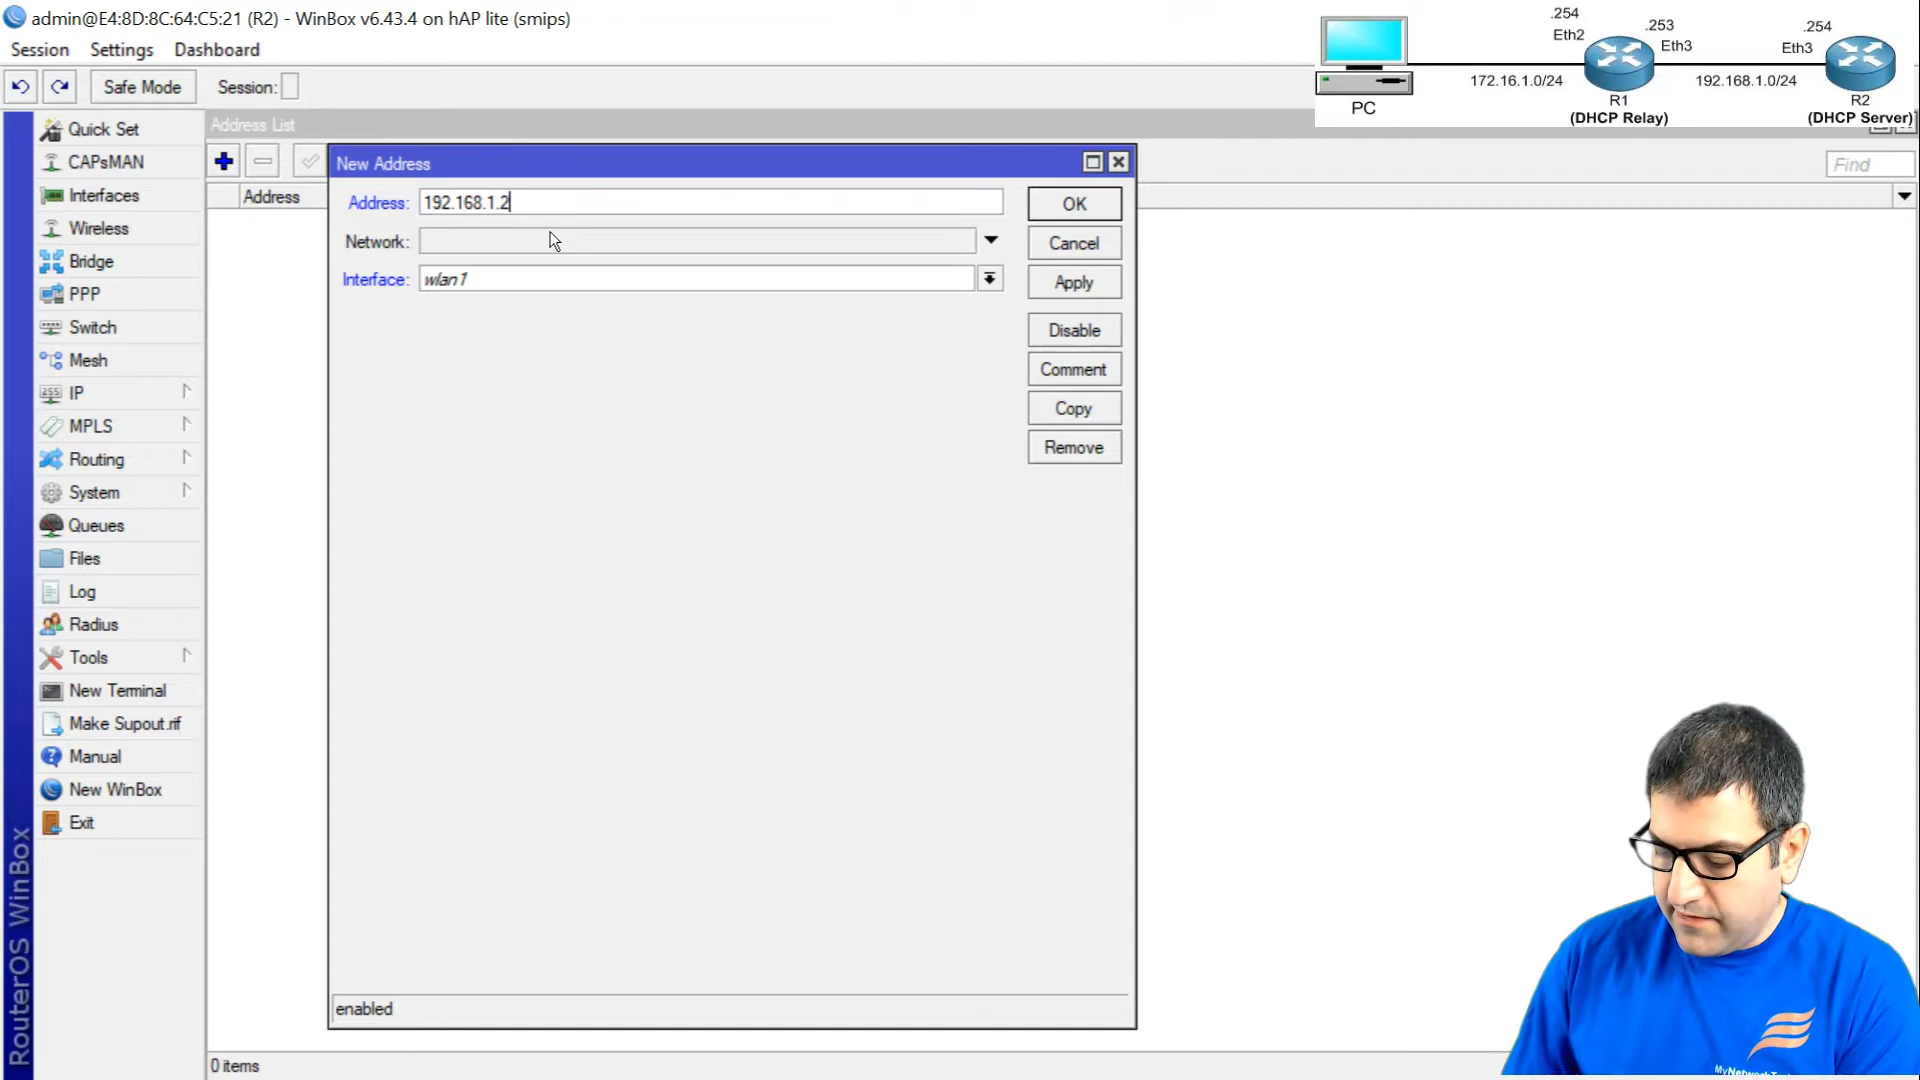 admin@E4:8D:8C:64:C5:21 (R2) - WinBox v6.43.4 on hAP lite (smips)
Session Settings Dashboard
Safe Mode Session:
.254
Eth2
.253
Eth3
.254
Eth3
172.16.1.0/24
192.168.1.0/24
PC
R1
(DHCP Relay)
R2
(DHCP Server)
Quick Set
CAPsMAN
Interfaces
Wireless
Bridge
PPP
Switch
Mesh
IP
MPLS
Routing
System
Queues
Files
Log
Radius
Tools
New Terminal
Make Supout.rif
Manual
New WinBox
Exit
RouterOS WinBox
Address List
Find
Address
New Address
Address: 192.168.1.2
Network:
Interface: wlan1
OK
Cancel
Apply
Disable
Comment
Copy
Remove
enabled
0 items